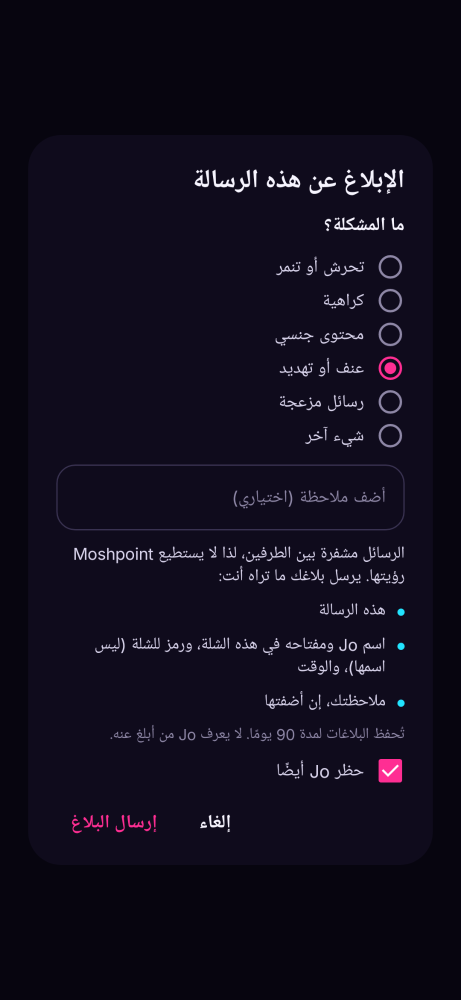 الإبلاغ عن هذه الرسالة
ما المشكلة؟
تحرش أو تنمر
كراهية
محتوى جنسي
عنف أو تهديد
رسائل مزعجة
شيء آخر
أضف ملاحظة (اختياري)
الرسائل مشفرة بين الطرفين، لذا لا يستطيع Moshpoint
رؤيتها. يرسل بلاغك ما تراه أنت:
هذه الرسالة
اسم Jo ومفتاحه في هذه الشلة، ورمز للشلة (ليس
اسمها)، والوقت
ملاحظتك، إن أضفتها
تُحفظ البلاغات لمدة 90 يومًا. لا يعرف Jo من أبلغ عنه.
حظر Jo أيضًا
إلغاء
إرسال البلاغ